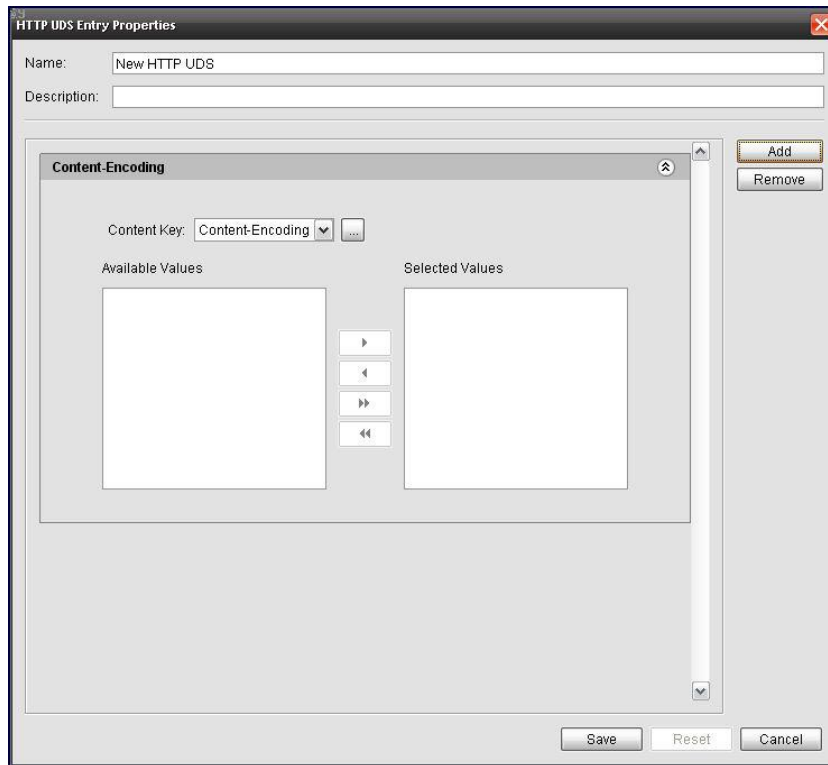 HTTP UDS Entry Properties
Name: New HTTP UDS
Description:
Add
Content-Encoding
Remove
Content Key: Content-Encoding ...
Available Values Selected Values
Save Reset Cancel